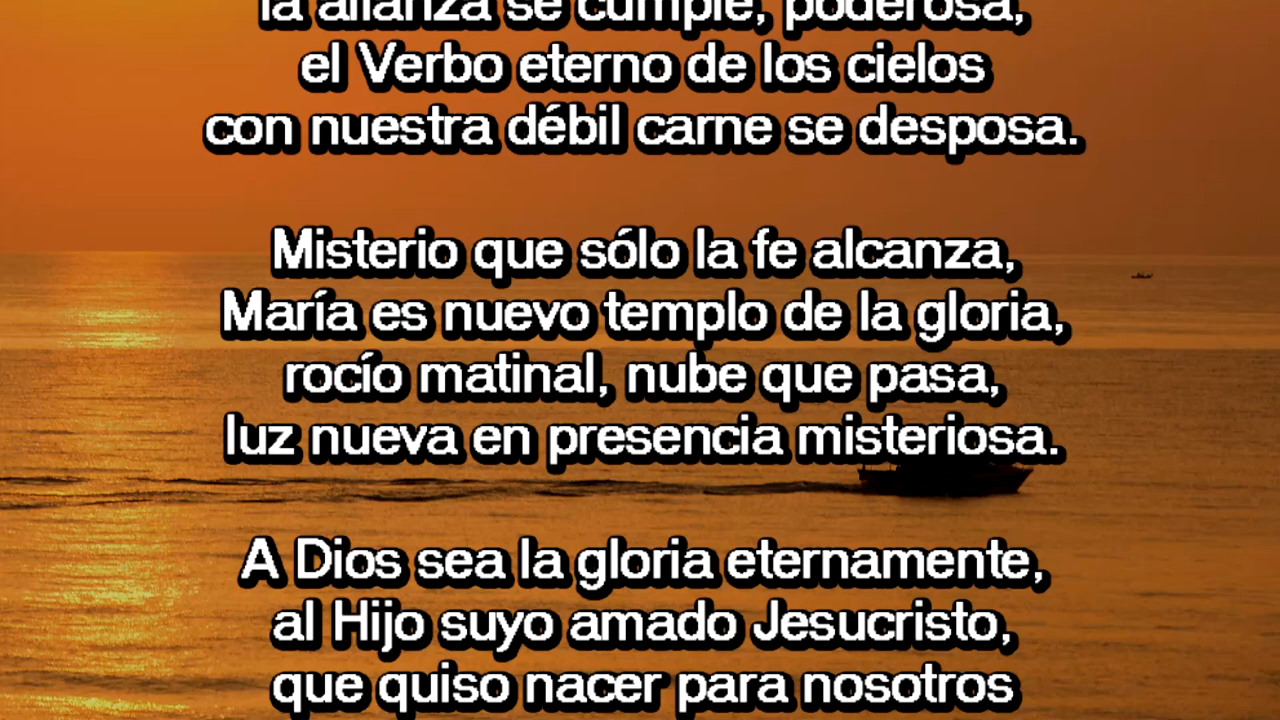 la alianza se cumple, poderosa,
el Verbo eterno de los cielos
con nuestra débil carne se desposa.
Misterio que sólo la fe alcanza,
María es nuevo templo de la gloria,
rocío matinal, nube que pasa,
luz nueva en presencia misteriosa.
A Dios sea la gloria eternamente,
al Hijo suyo amado Jesucristo,
que quiso nacer para nosotros